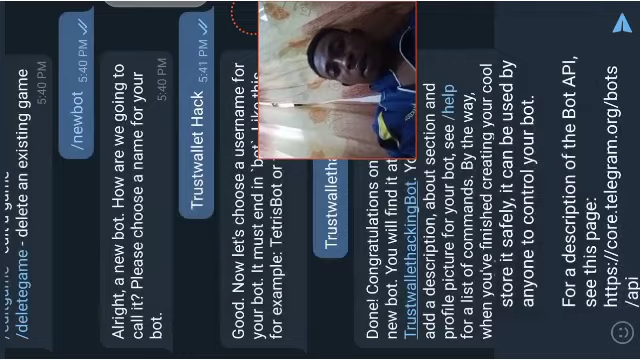 /deletegame - delete an existing game
5:40 PM
/newbot
5:40 PM
Alright, a new bot. How are we going to
call it? Please choose a name for your
bot.
5:40 PM
Trustwallet Hack
5:41 PM
Good. Now let's choose a username for
your bot. It must end in `bot`. Like this,
for example: TetrisBot or
Trustwalletha
Done! Congratulations on
new bot. You will find it at
TrustwallethackingBot. Yo
add a description, about section and
profile picture for your bot, see /help
for a list of commands. By the way,
when you've finished creating your cool
store it safely, it can be used by
anyone to control your bot.
For a description of the Bot API,
see this page:
https://core.telegram.org/bots
/api